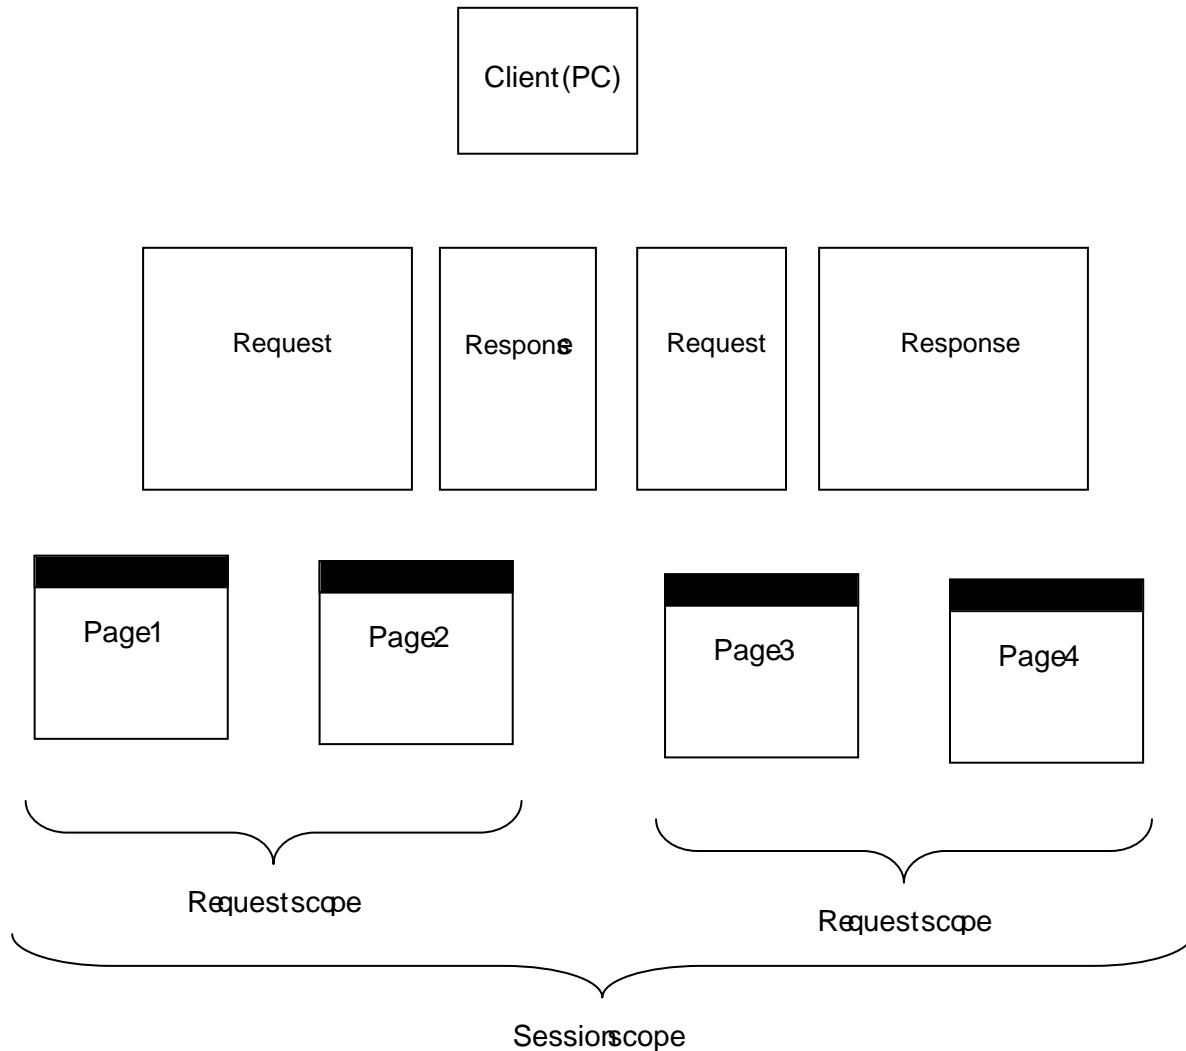 Client (PC)
Request
Response
Request
Response
Page1
Page2
Page3
Page4
Request scope
Request scope
Session scope